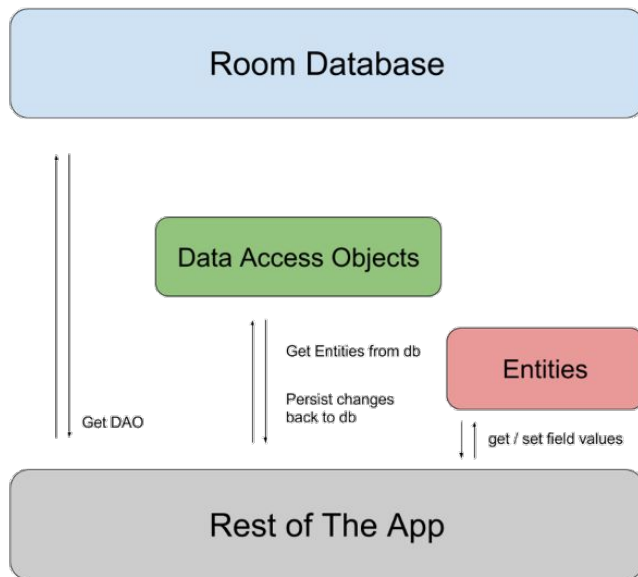 Room Database
Data Access Objects
Get Entities from db
Entities
Persist changes
back to db
Get DAO
get / set field values
Rest of The App